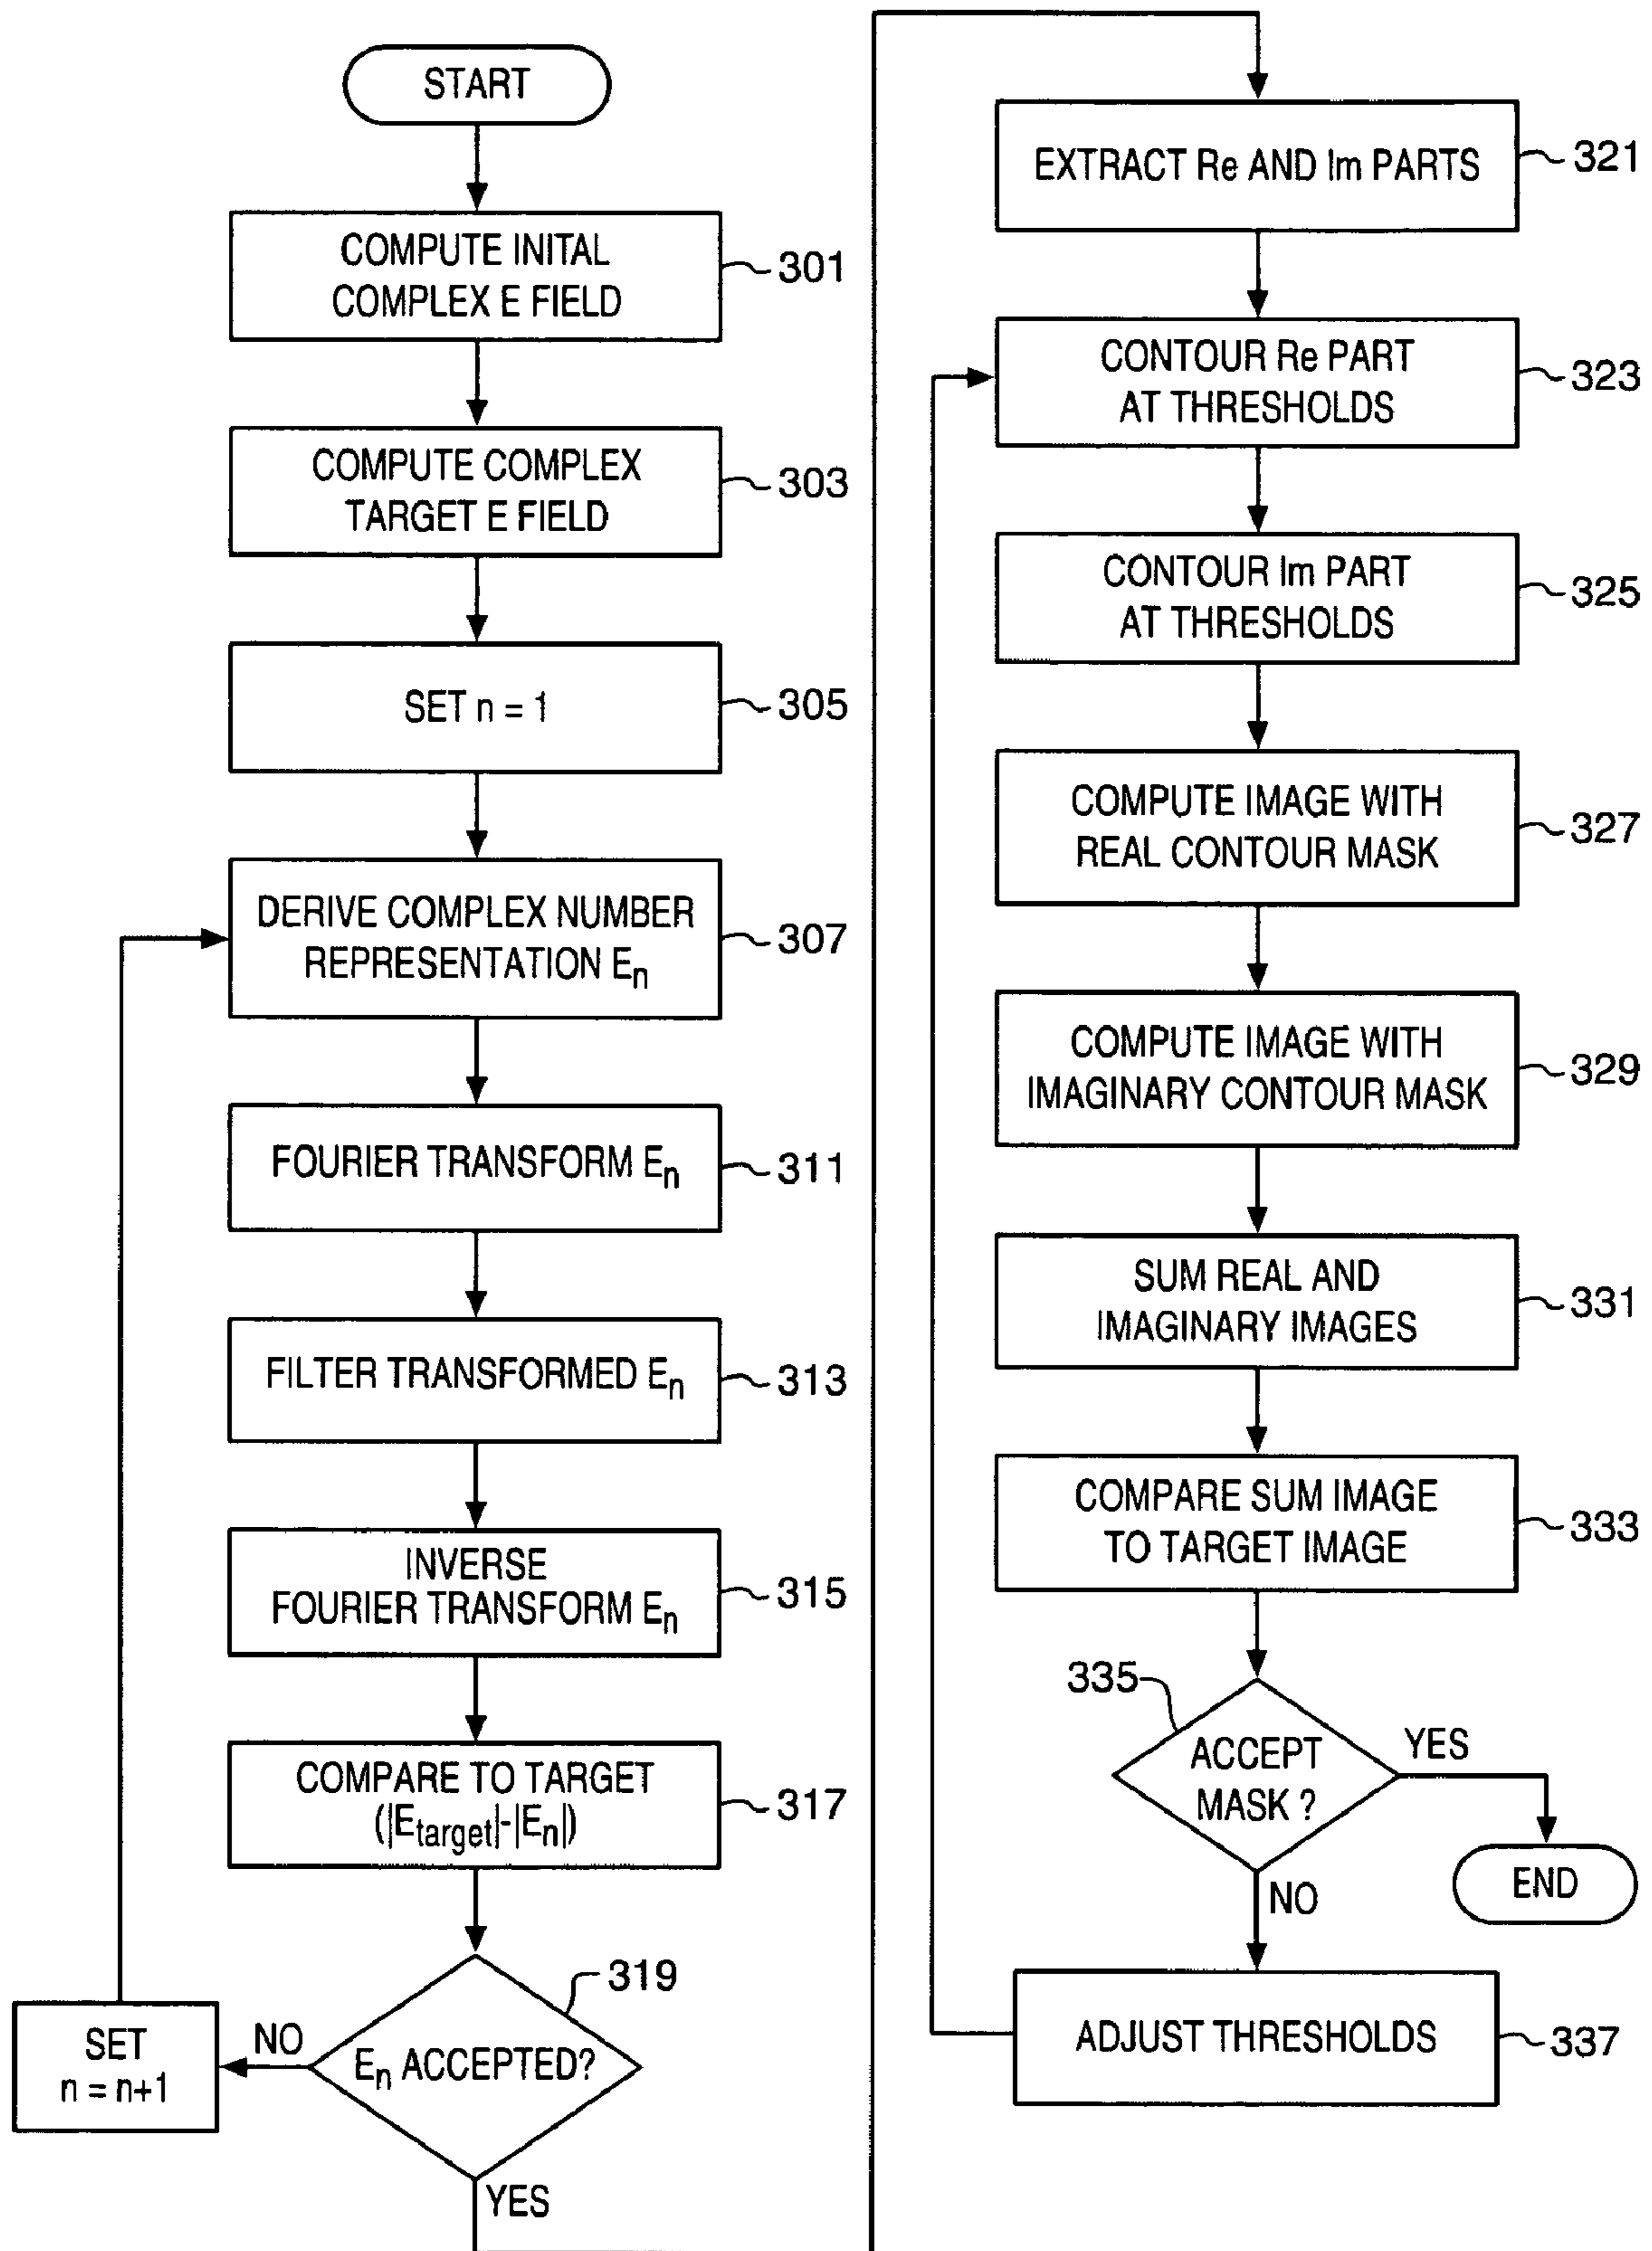 START
COMPUTE INITAL
COMPLEX E FIELD
301
COMPUTE COMPLEX
TARGET E FIELD
303
SET n = 1
305
DERIVE COMPLEX NUMBER
REPRESENTATION En
307
FOURIER TRANSFORM En
311
FILTER TRANSFORMED En
313
INVERSE
FOURIER TRANSFORM En
315
COMPARE TO TARGET
(|Etarget|-|En|)
317
319
En ACCEPTED?
NO
SET
n = n+1
YES
EXTRACT Re AND Im PARTS
321
CONTOUR Re PART
AT THRESHOLDS
323
CONTOUR Im PART
AT THRESHOLDS
325
COMPUTE IMAGE WITH
REAL CONTOUR MASK
327
COMPUTE IMAGE WITH
IMAGINARY CONTOUR MASK
329
SUM REAL AND
IMAGINARY IMAGES
331
COMPARE SUM IMAGE
TO TARGET IMAGE
333
335
ACCEPT
MASK ?
YES
END
NO
ADJUST THRESHOLDS
337